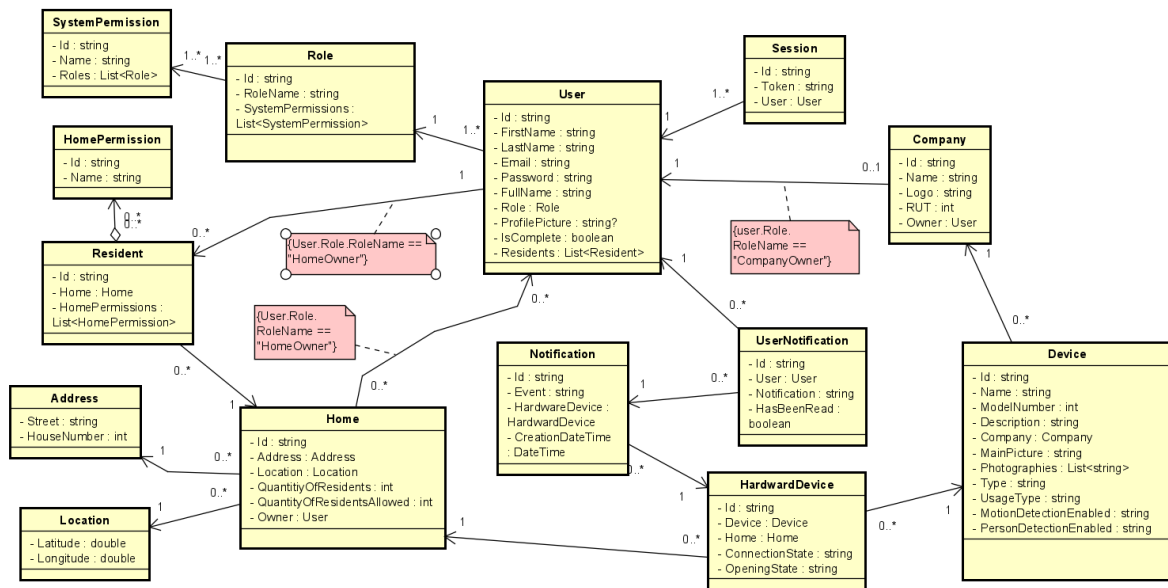 SystemPermission
- Id : string
- Name : string
- Roles : List<Role>
1..*
1..*
Role
- Id : string
- RoleName : string
- SystemPermissions :
List<SystemPermission>
1
1..*
User
- Id : string
- FirstName : string
- LastName : string
- Email : string
- Password : string
- FullName : string
- Role : Role
- ProfilePicture : string?
- IsComplete : boolean
- Residents : List<Resident>
Session
- Id : string
- Token : string
- User : User
1..*
1
Company
- Id : string
- Name : string
- Logo : string
- RUT : int
- Owner : User
1
0..1
{user.Role.
RoleName ==
"CompanyOwner"}
HomePermission
- Id : string
- Name : string
0..*
0..*
Resident
- Id : string
- Home : Home
- HomePermissions :
List<HomePermission>
1
0..*
{User.Role.RoleName ==
"HomeOwner"}
{User.Role.
RoleName ==
"HomeOwner"}
0..*
0..*
0..*
1
Address
- Street : string
- HouseNumber : int
1
0..*
Location
- Latitude : double
- Longitude : double
1
0..*
Home
- Id : string
- Address : Address
- Location : Location
- QuantitiyOfResidents : int
- QuantityOfResidentsAllowed : int
- Owner : User
1
0..*
Notification
- Id : string
- Event : string
- HardwareDevice :
HardwareDevice
- CreationDateTime
: DateTime
1
0..*
UserNotification
- Id : string
- User : User
- Notification : string
- HasBeenRead :
boolean
1
0..*
0..*
1
HardwardDevice
- Id : string
- Device : Device
- Home : Home
- ConnectionState : string
- OpeningState : string
0..*
1
Device
- Id : string
- Name : string
- ModelNumber : int
- Description : string
- Company : Company
- MainPicture : string
- Photographies : List<string>
- Type : string
- UsageType : string
- MotionDetectionEnabled : string
- PersonDetectionEnabled : string
1
0..*